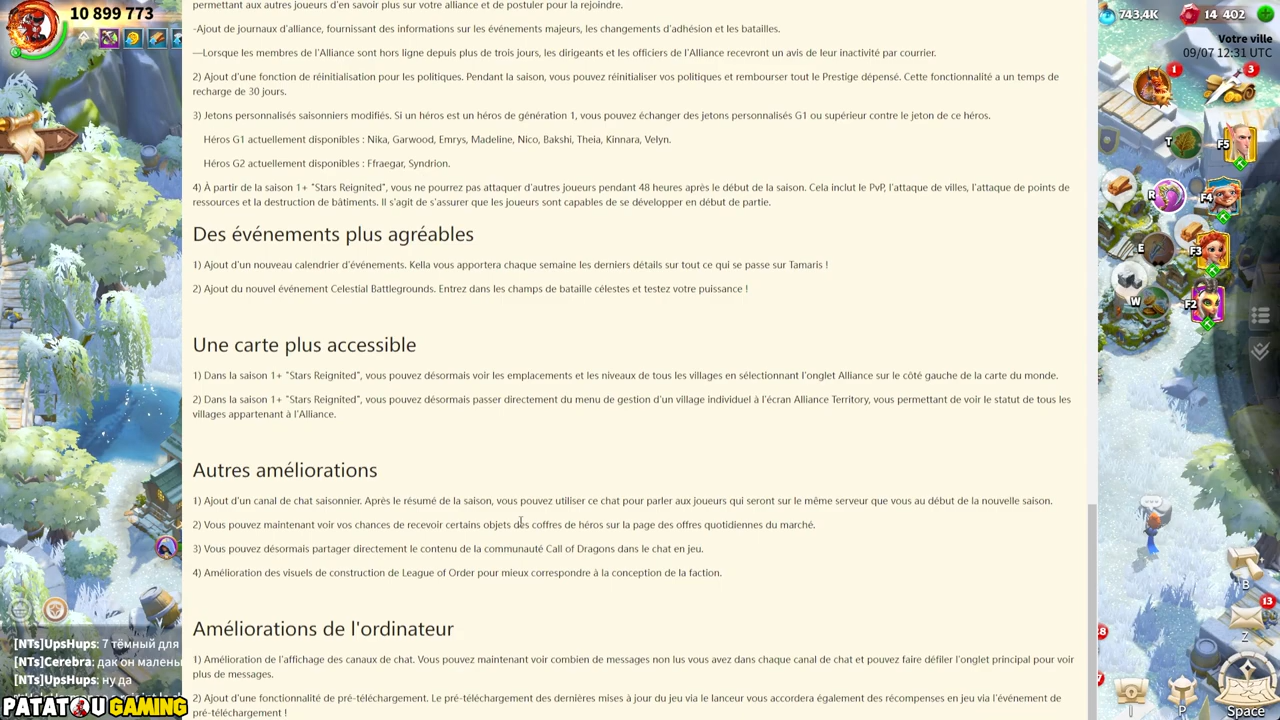 10 899 773
permettant aux autres joueurs d'en savoir plus sur votre alliance et de postuler pour la rejoindre.
-Ajout de journaux d'alliance, fournissant des informations sur les événements majeurs, les changements d'adhésion et les batailles.
—Lorsque les membres de l'Alliance sont hors ligne depuis plus de trois jours, les dirigeants et les officiers de l'Alliance recevront un avis de leur inactivité par courrier.
2) Ajout d'une fonction de réinitialisation pour les politiques. Pendant la saison, vous pouvez réinitialiser vos politiques et rembourser tout le Prestige dépensé. Cette fonctionnalité a un temps de
recharge de 30 jours.
3) Jetons personnalisés saisonniers modifiés. Si un héros est un héros de génération 1, vous pouvez échanger des jetons personnalisés G1 ou supérieur contre le jeton de ce héros.
Héros G1 actuellement disponibles : Nika, Garwood, Emrys, Madeline, Nico, Bakshi, Theia, Kinnara, Velyn.
Héros G2 actuellement disponibles : Ffraegar, Syndrion.
4) À partir de la saison 1+ "Stars Reignited", vous ne pourrez pas attaquer d'autres joueurs pendant 48 heures après le début de la saison. Cela inclut le PvP, l'attaque de villes, l'attaque de points de
ressources et la destruction de bâtiments. Il s'agit de s'assurer que les joueurs sont capables de se développer en début de partie.
Des événements plus agréables
1) Ajout d'un nouveau calendrier d'événements. Kella vous apportera chaque semaine les derniers détails sur tout ce qui se passe sur Tamaris !
2) Ajout du nouvel événement Celestial Battlegrounds. Entrez dans les champs de bataille célestes et testez votre puissance !
Une carte plus accessible
1) Dans la saison 1+ "Stars Reignited", vous pouvez désormais voir les emplacements et les niveaux de tous les villages en sélectionnant l'onglet Alliance sur le côté gauche de la carte du monde.
2) Dans la saison 1+ "Stars Reignited", vous pouvez désormais passer directement du menu de gestion d'un village individuel à l'écran Alliance Territory, vous permettant de voir le statut de tous les
villages appartenant à l'Alliance.
Autres améliorations
1) Ajout d'un canal de chat saisonnier. Après le résumé de la saison, vous pouvez utiliser ce chat pour parler aux joueurs qui seront sur le même serveur que vous au début de la nouvelle saison.
2) Vous pouvez maintenant voir vos chances de recevoir certains objets des coffres de héros sur la page des offres quotidiennes du marché.
3) Vous pouvez désormais partager directement le contenu de la communauté Call of Dragons dans le chat en jeu.
4) Amélioration des visuels de construction de League of Order pour mieux correspondre à la conception de la faction.
Améliorations de l'ordinateur
1) Amélioration de l'affichage des canaux de chat. Vous pouvez maintenant voir combien de messages non lus vous avez dans chaque canal de chat et pouvez faire défiler l'onglet principal pour voir
plus de messages.
2) Ajout d'une fonctionnalité de pré-téléchargement. Le pré-téléchargement des dernières mises à jour du jeu via le lanceur vous accordera également des récompenses en jeu via l'événement de
pré-téléchargement !
[NTs]UpsHups: 7 тёмный для
[NTs]Cerebra: дак он малены
[NTs]UpsHups: ну да
PATATOU GAMING
743,4K
14 402
Votre ville
09/07 12:31 UTC
1
3
T
F5
R
F4
E
F3
W
F2
B
13
Z
I
P
Space